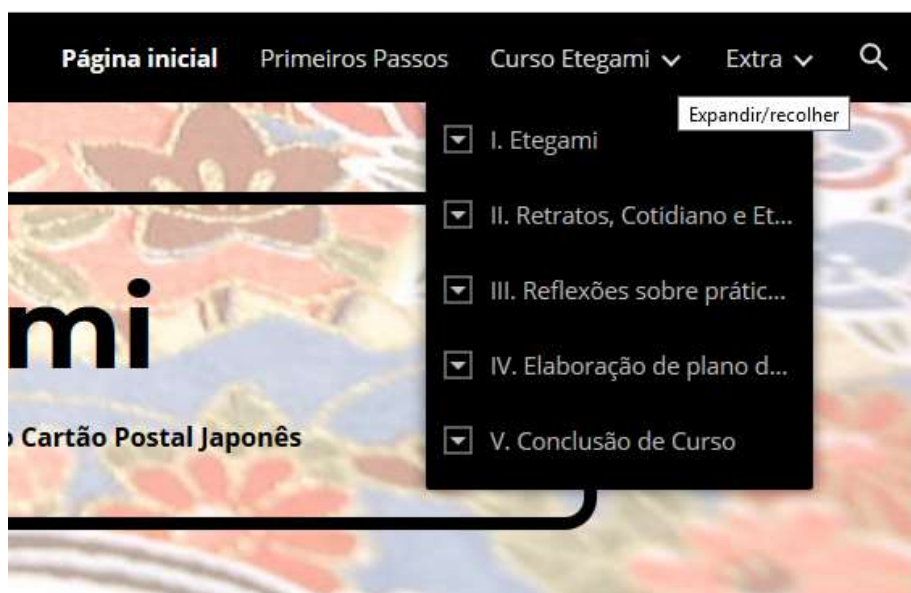 Página inicial Primeiros Passos Curso Etegami Extra
Expandir/recolher
I. Etegami
II. Retratos, Cotidiano e Et...
III. Reflexões sobre prátic...
IV. Elaboração de plano d...
V. Conclusão de Curso
mi
Cartão Postal Japonês